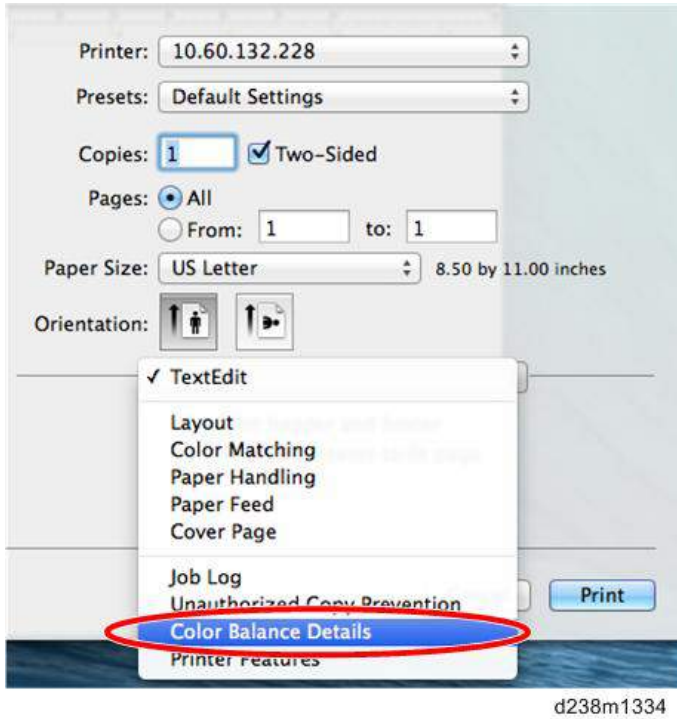 Printer: 10.60.132.228
Presets: Default Settings
Copies: 1 Two-Sided
Pages: All
From: 1 to: 1
Paper Size: US Letter 8.50 by 11.00 inches
Orientation:
TextEdit
Layout
Color Matching
Paper Handling
Paper Feed
Cover Page
Job Log
Unauthorized Copy Prevention
Color Balance Details
Printer Features
Print
d238m1334